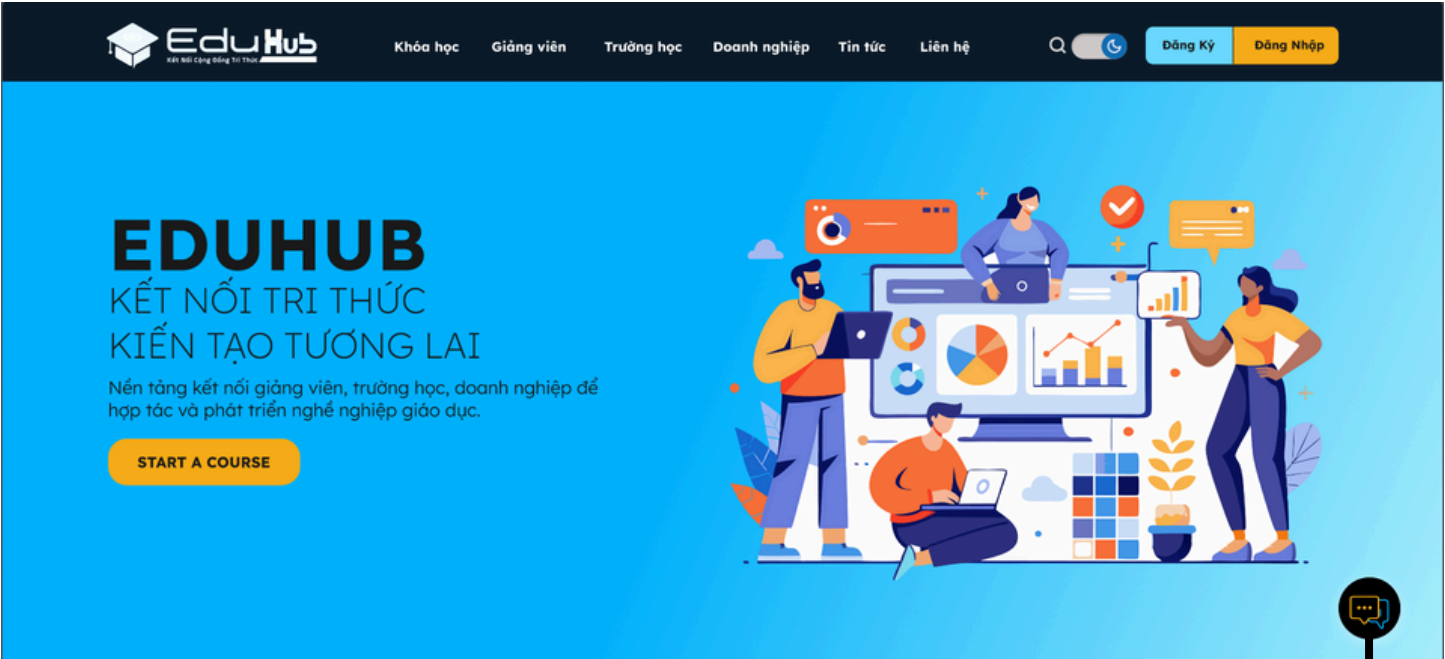 Edu Hub
Kết Nối Cộng Đồng Tri Thức
Khóa học
Giảng viên
Trường học
Doanh nghiệp
Tin tức
Liên hệ
Đăng Ký
Đăng Nhập
EDUHUB
KẾT NỐI TRI THỨC
KIẾN TẠO TƯƠNG LAI
Nền tảng kết nối giảng viên, trường học, doanh nghiệp để
hợp tác và phát triển nghề nghiệp giáo dục.
START A COURSE